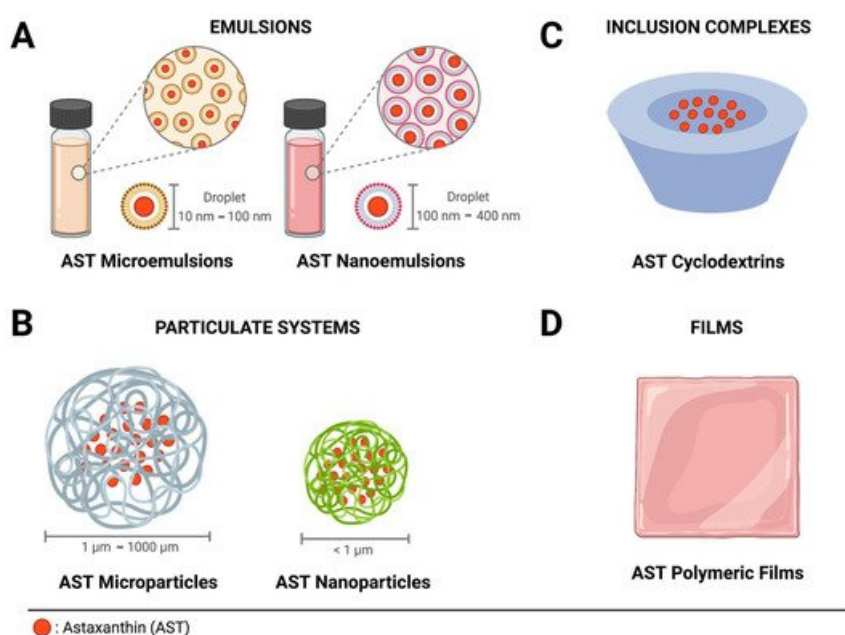 A
EMULSIONS
Droplet
10 nm – 100 nm
AST Microemulsions
Droplet
100 nm – 400 nm
AST Nanoemulsions
C
INCLUSION COMPLEXES
AST Cyclodextrins
B
PARTICULATE SYSTEMS
1 µm – 1000 µm
AST Microparticles
< 1 µm
AST Nanoparticles
D
FILMS
AST Polymeric Films
: Astaxanthin (AST)